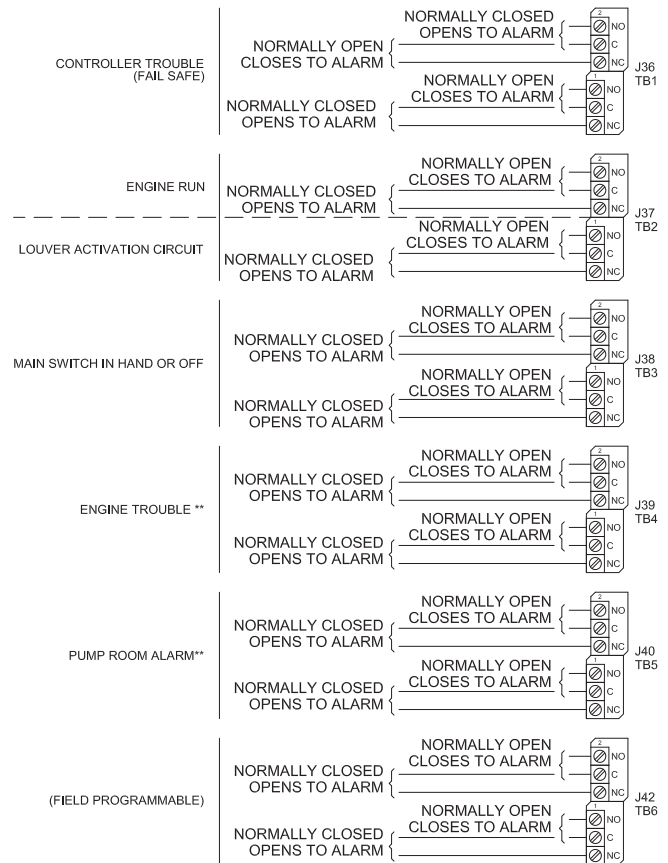 NORMALLY CLOSED
OPENS TO ALARM
2
NO
C
NC
NORMALLY OPEN
CLOSES TO ALARM
CONTROLLER TROUBLE
(FAIL SAFE)
J36
TB1
NORMALLY OPEN
CLOSES TO ALARM
1
NO
C
NC
NORMALLY CLOSED
OPENS TO ALARM
NORMALLY OPEN
CLOSES TO ALARM
2
NO
C
NC
ENGINE RUN
NORMALLY CLOSED
OPENS TO ALARM
J37
TB2
NORMALLY OPEN
CLOSES TO ALARM
1
NO
C
NC
LOUVER ACTIVATION CIRCUIT
NORMALLY CLOSED
OPENS TO ALARM
NORMALLY OPEN
CLOSES TO ALARM
2
NO
C
NC
NORMALLY CLOSED
OPENS TO ALARM
MAIN SWITCH IN HAND OR OFF
J38
TB3
NORMALLY OPEN
CLOSES TO ALARM
1
NO
C
NC
NORMALLY CLOSED
OPENS TO ALARM
NORMALLY OPEN
CLOSES TO ALARM
2
NO
C
NC
NORMALLY CLOSED
OPENS TO ALARM
ENGINE TROUBLE **
J39
TB4
NORMALLY OPEN
CLOSES TO ALARM
1
NO
C
NC
NORMALLY CLOSED
OPENS TO ALARM
NORMALLY OPEN
CLOSES TO ALARM
2
NO
C
NC
NORMALLY CLOSED
OPENS TO ALARM
PUMP ROOM ALARM**
J40
TB5
NORMALLY OPEN
CLOSES TO ALARM
1
NO
C
NC
NORMALLY CLOSED
OPENS TO ALARM
NORMALLY OPEN
CLOSES TO ALARM
2
NO
C
NC
NORMALLY CLOSED
OPENS TO ALARM
(FIELD PROGRAMMABLE)
J42
TB6
NORMALLY OPEN
CLOSES TO ALARM
1
NO
C
NC
NORMALLY CLOSED
OPENS TO ALARM